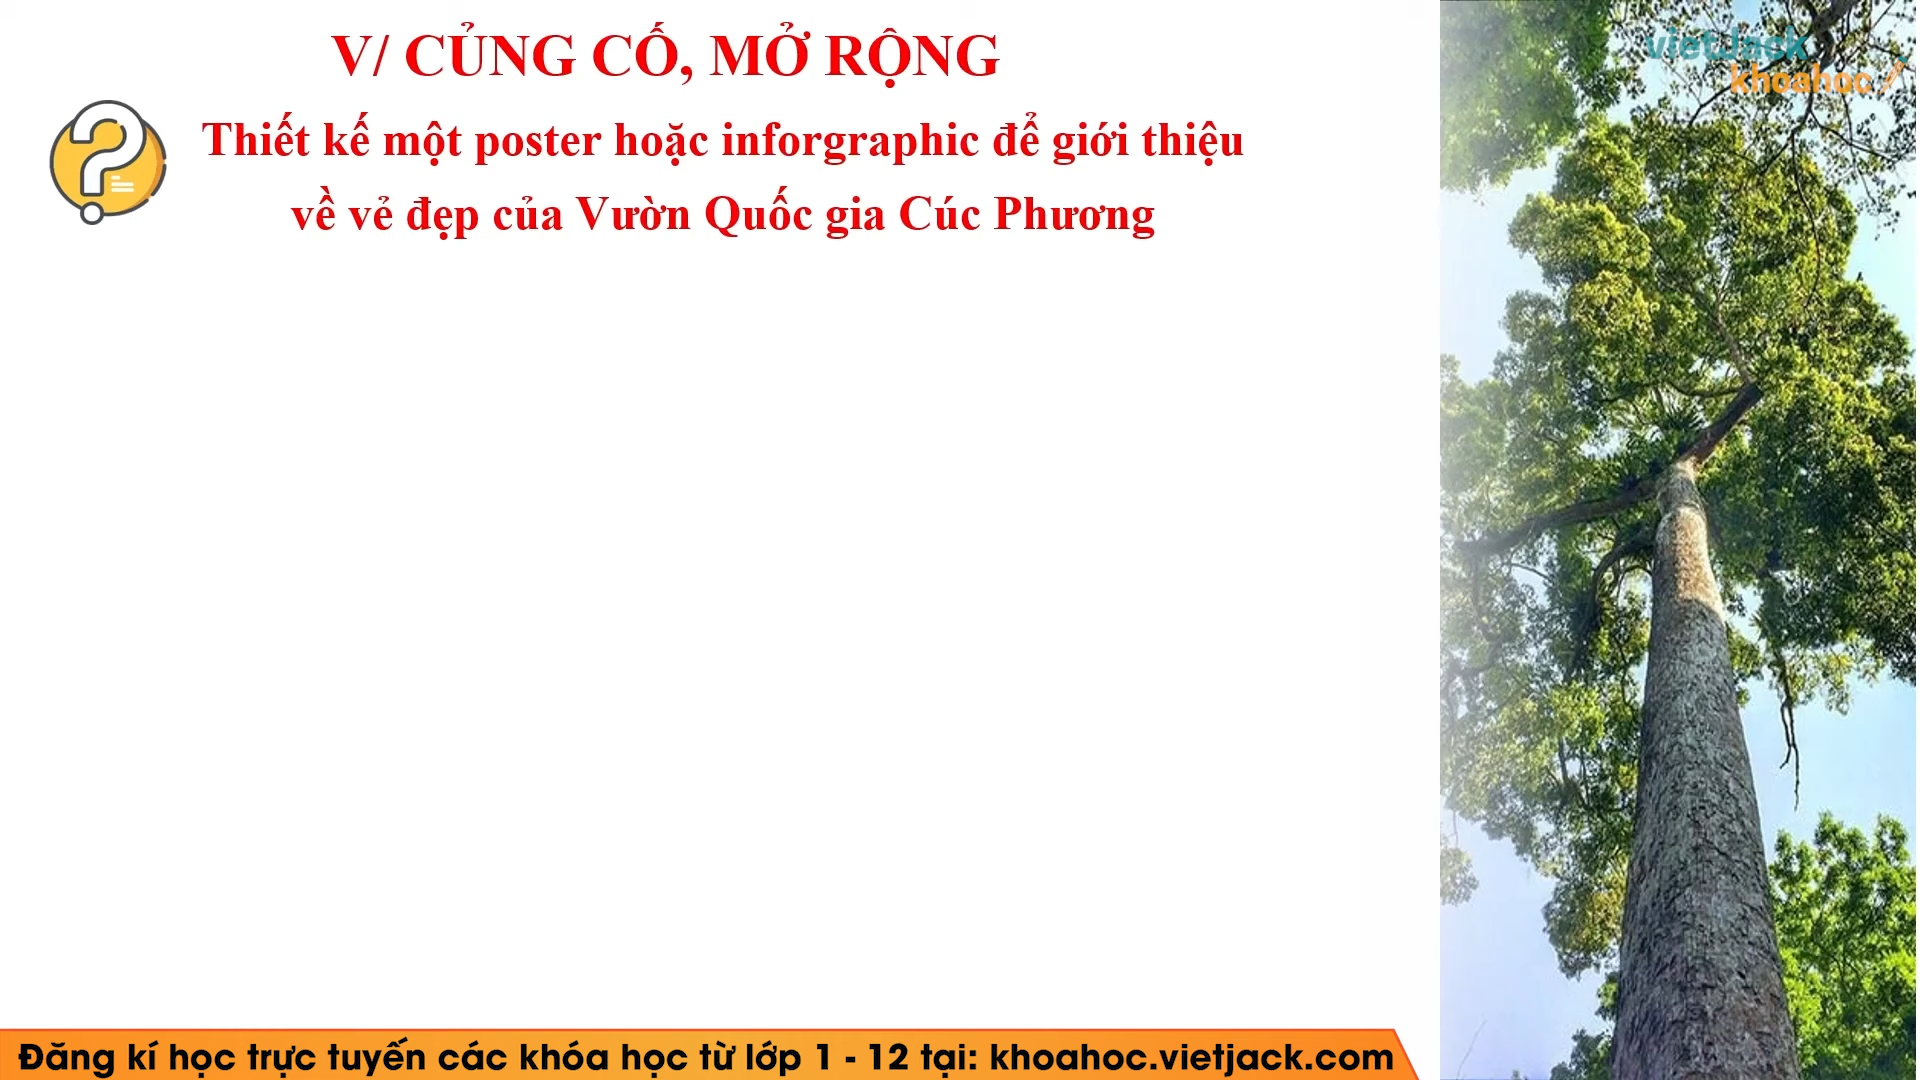 V/ CỦNG CỐ, MỞ RỘNG
vietJack
khoahoc
Thiết kế một poster hoặc inforgraphic để giới thiệu
về vẻ đẹp của Vườn Quốc gia Cúc Phương
Đăng kí học trực tuyến các khóa học từ lớp 1 - 12 tại: khoahoc.vietjack.com